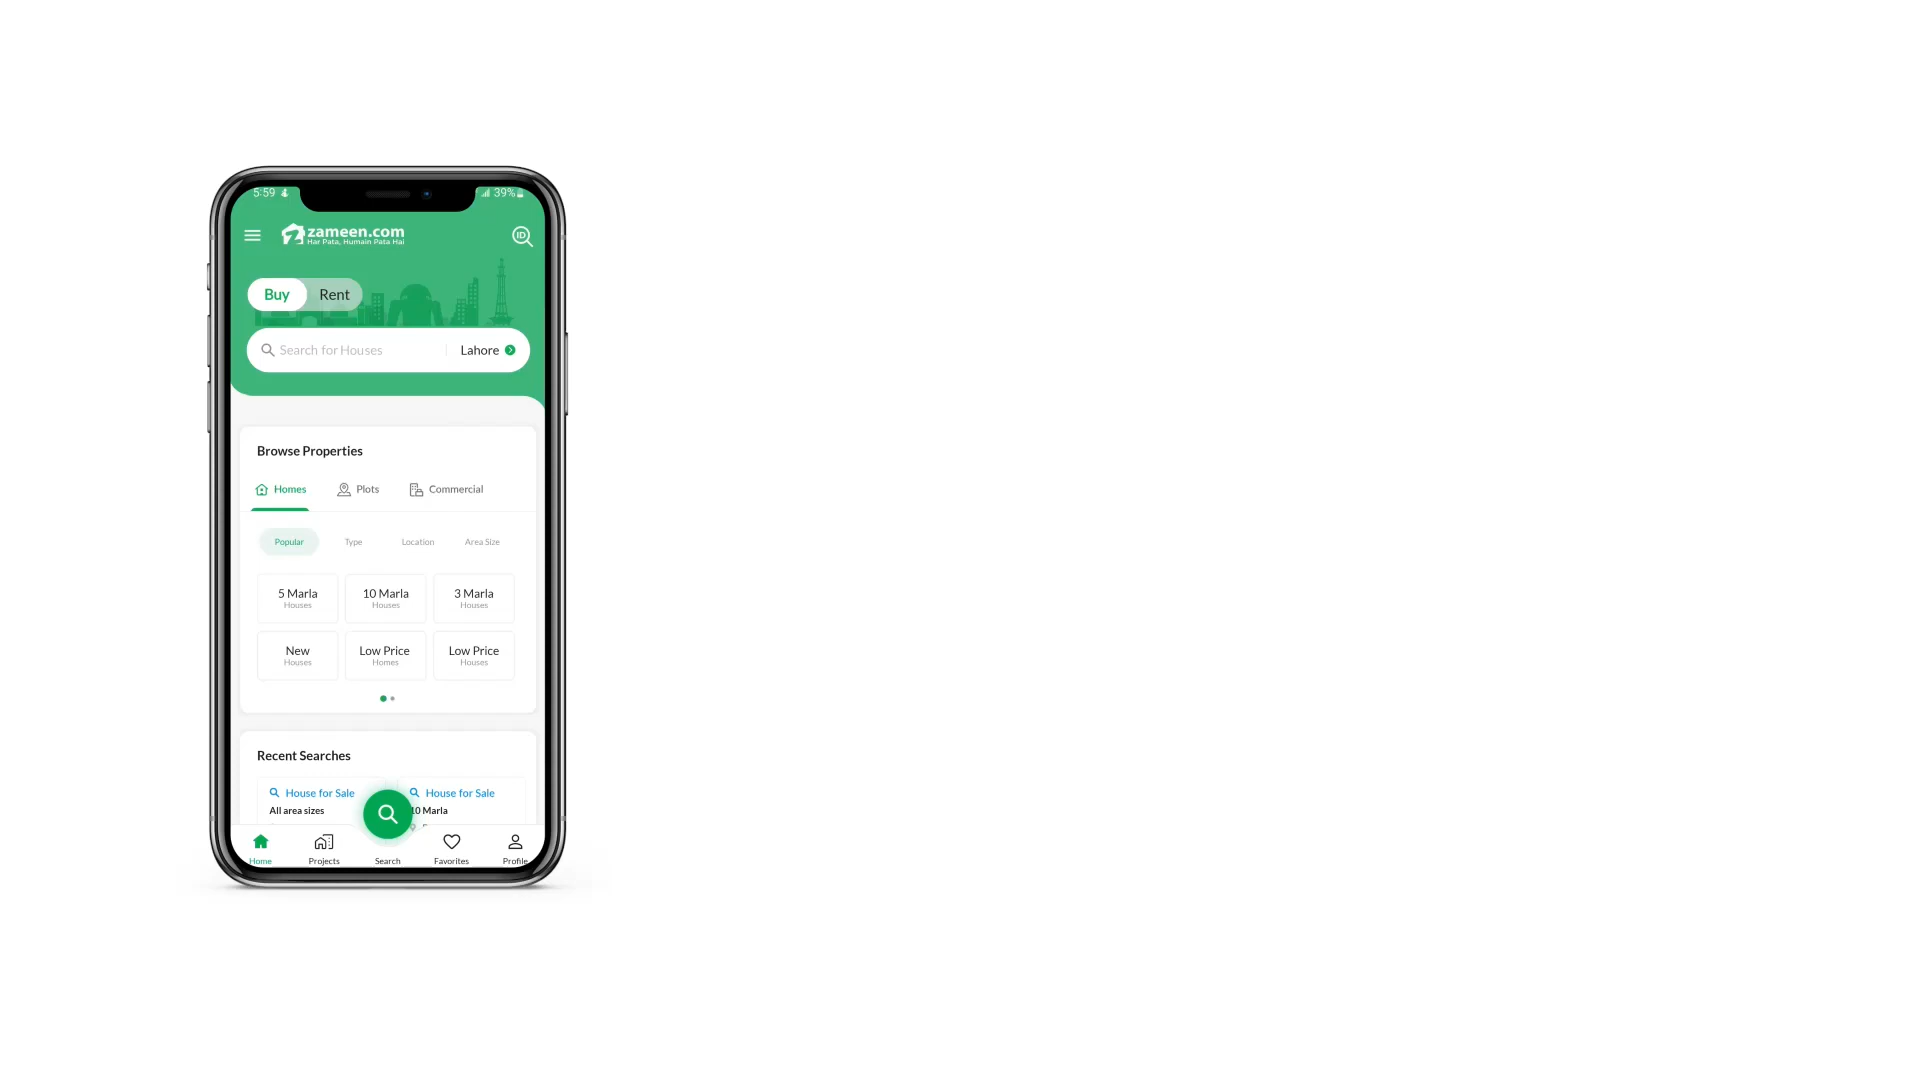 5:59
39%
zameen.com
Har Pata, Humain Pata Hai
ID
Buy Rent
Search for Houses Lahore
Browse Properties
Homes Plots Commercial
Popular Type Location Area Size
5 Marla 10 Marla 3 Marla
Houses Houses Houses
New Low Price Low Price
Houses Homes Houses
Recent Searches
House for Sale House for Sale
All area sizes 10 Marla
Home Projects Search Favorites Profile